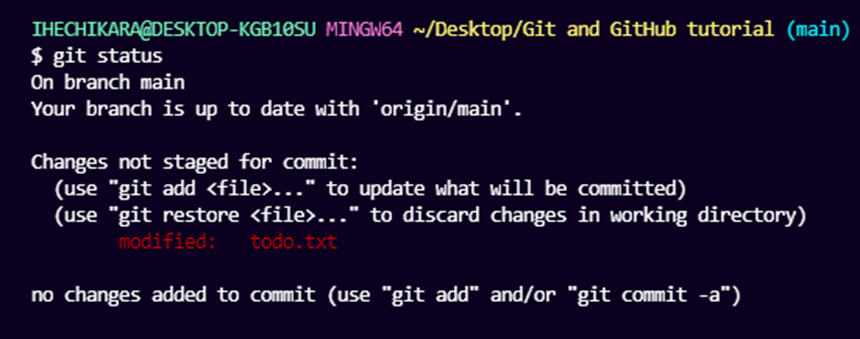 IHECHIKARA@DESKTOP-KGB10SU MINGW64 ~/Desktop/Git and GitHub tutorial (main)
$ git status
On branch main
Your branch is up to date with 'origin/main'.
Changes not staged for commit:
(use "git add <file>..." to update what will be committed)
(use "git restore <file>..." to discard changes in working directory)
modified: todo.txt
no changes added to commit (use "git add" and/or "git commit -a")